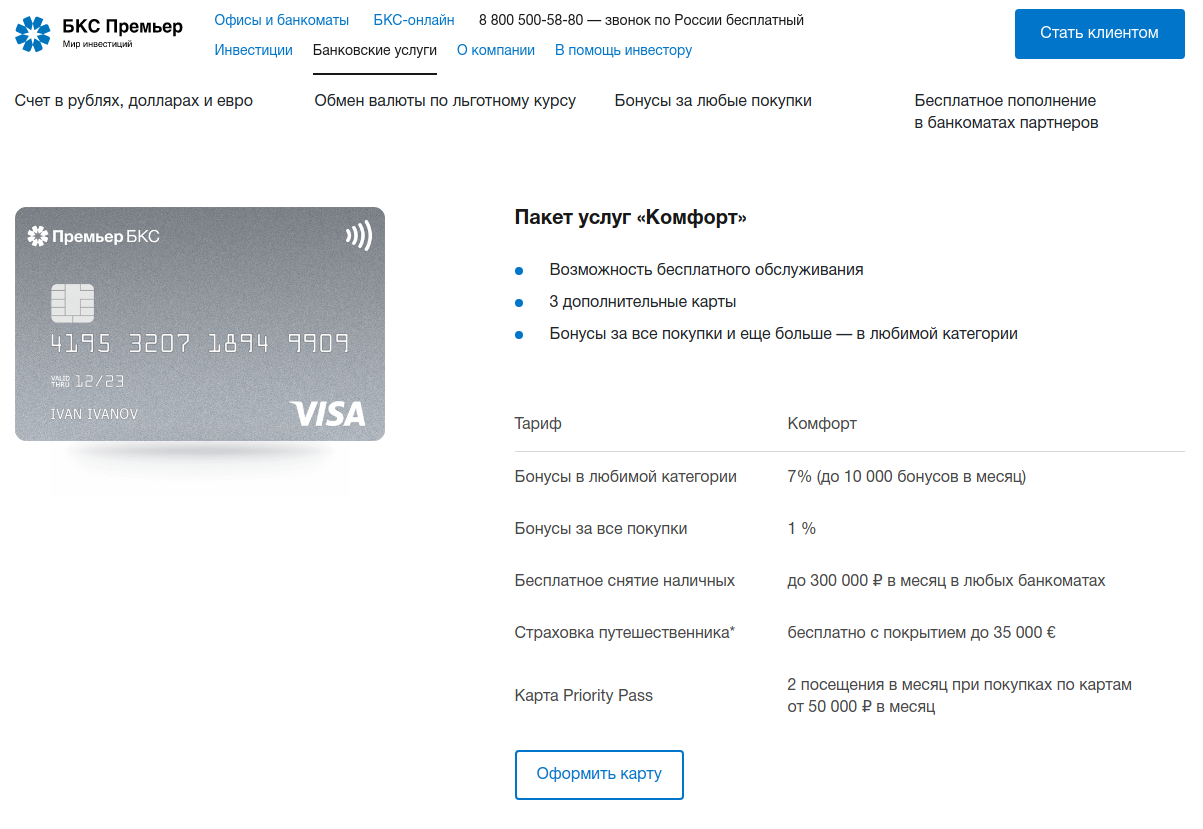 БКС Премьер
Мир инвестиций
Офисы и банкоматы БКС-онлайн 8 800 500-58-80 — звонок по России бесплатный
Инвестиции Банковские услуги О компании В помощь инвестору
Стать клиентом
Счет в рублях, долларах и евро
Обмен валюты по льготному курсу
Бонусы за любые покупки
Бесплатное пополнение
в банкоматах партнеров
Премьер БКС
4195 3207 1894 9909
VALID
THRU 12/23
IVAN IVANOV
VISA
Пакет услуг «Комфорт»
Возможность бесплатного обслуживания
3 дополнительные карты
Бонусы за все покупки и еще больше — в любимой категории
Тариф Комфорт
Бонусы в любимой категории 7% (до 10 000 бонусов в месяц)
Бонусы за все покупки 1 %
Бесплатное снятие наличных до 300 000 ₽ в месяц в любых банкоматах
Страховка путешественника* бесплатно с покрытием до 35 000 €
Карта Priority Pass 2 посещения в месяц при покупках по картам
от 50 000 ₽ в месяц
Оформить карту